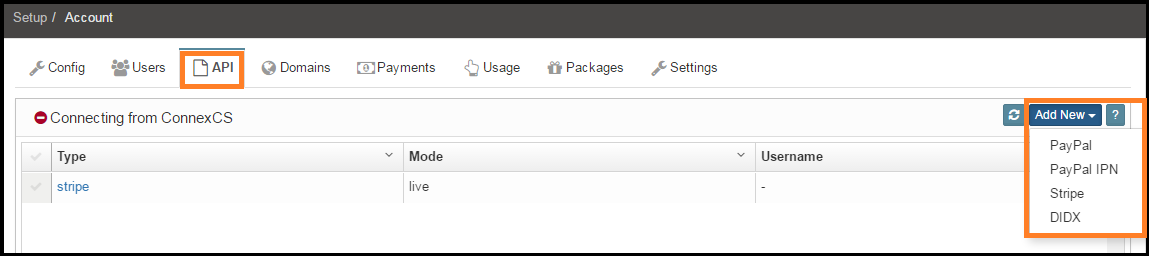 Setup / Account
Config Users API Domains Payments Usage Packages Settings
Connecting from ConnexCS Add New ?
Type Mode Username
stripe live -
PayPal
PayPal IPN
Stripe
DIDX